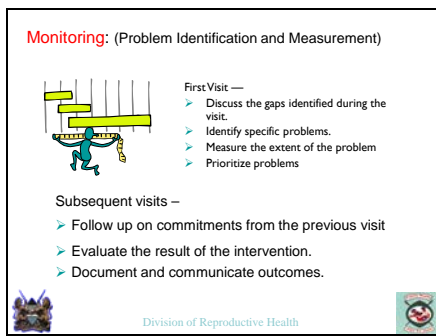 Monitoring: (Problem Identification and Measurement)
First Visit —
➢ Discuss the gaps identified during the
visit.
➢ Identify specific problems.
➢ Measure the extent of the problem
➢ Prioritize problems
Subsequent visits –
➢ Follow up on commitments from the previous visit
➢ Evaluate the result of the intervention.
➢ Document and communicate outcomes.
Division of Reproductive Health